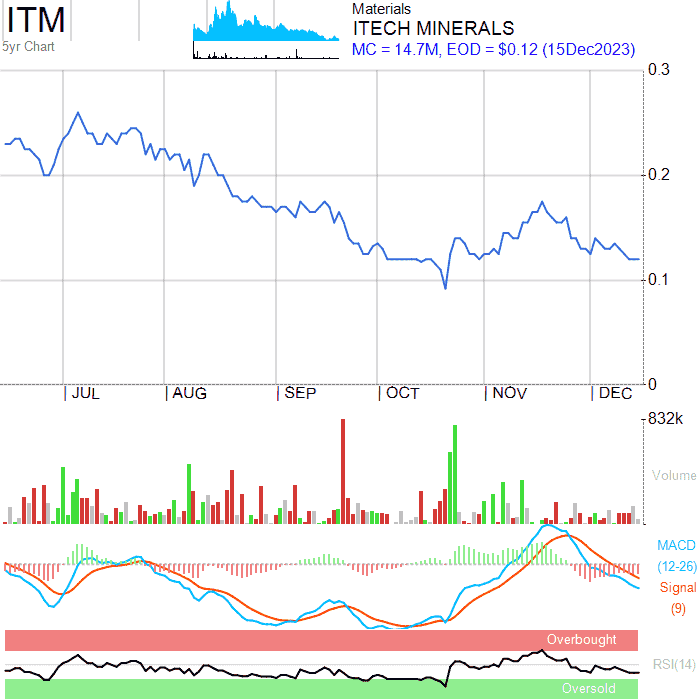 ITM
5yr Chart
Materials
ITECH MINERALS
MC = 14.7M, EOD = $0.12 (15Dec2023)
0.3
0.2
0.1
0
JUL
AUG
SEP
OCT
NOV
DEC
832k
Volume
MACD
(12-26)
Signal
(9)
Overbought
RSI(14)
Oversold